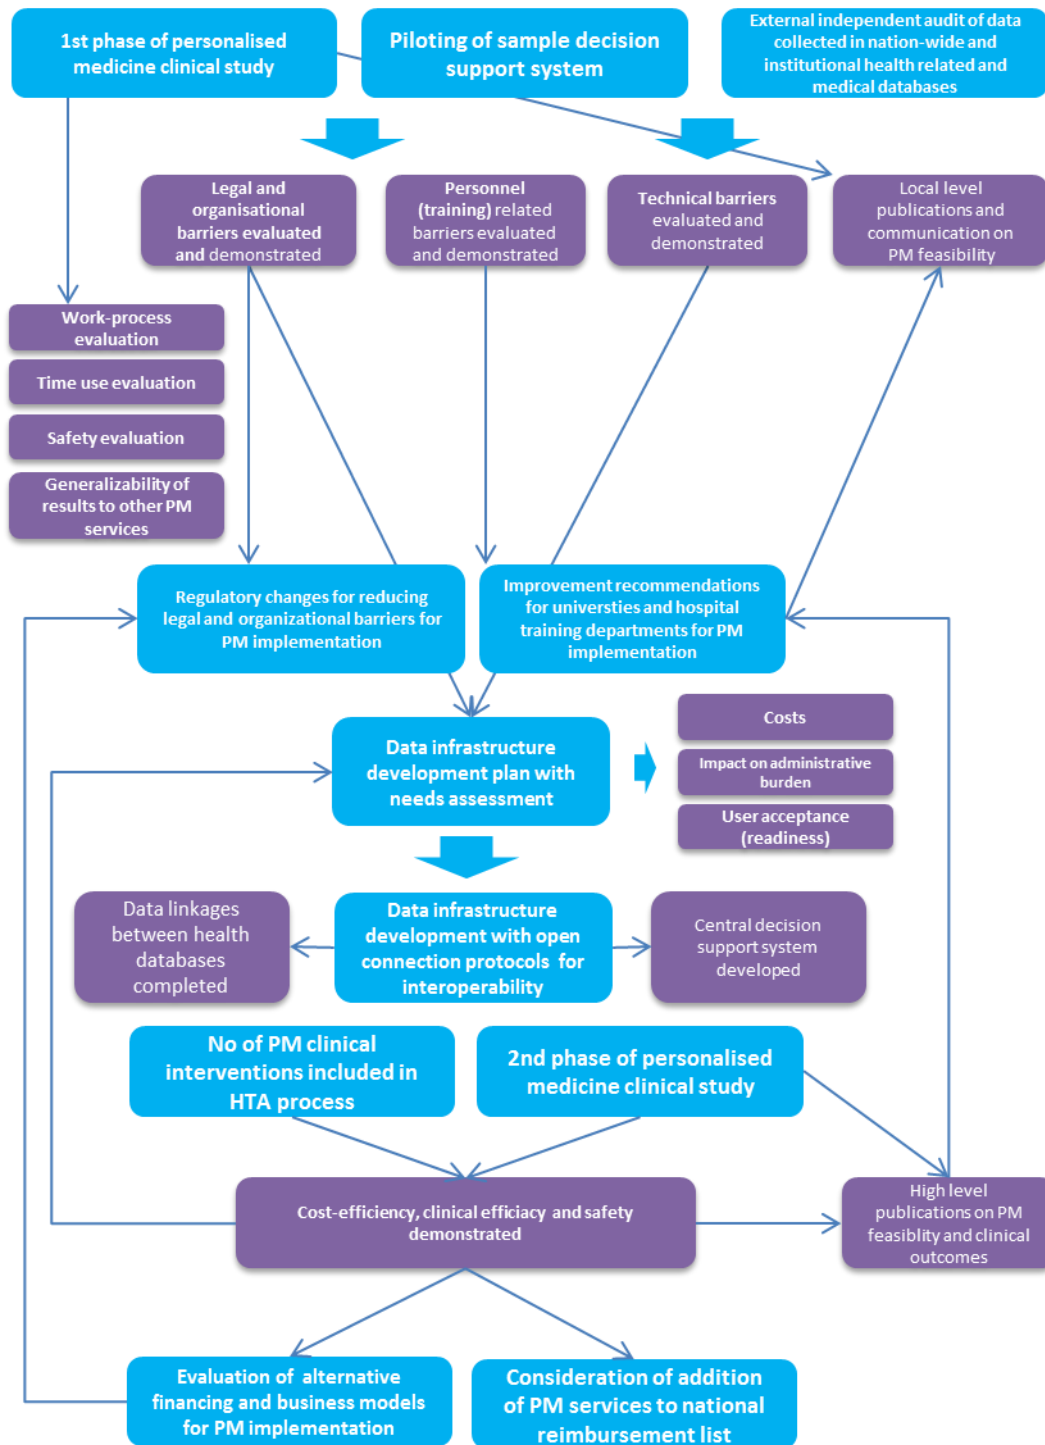 1st phase of personalised
medicine clinical study
Piloting of sample decision
support system
External independent audit of data
collected in nation-wide and
institutional health related and
medical databases
Legal and
organisational
barriers evaluated
and demonstrated
Personnel
(training) related
barriers evaluated
and demonstrated
Technical barriers
evaluated and
demonstrated
Local level
publications and
communication on
PM feasibility
Work-process
evaluation
Time use evaluation
Safety evaluation
Generalizability of
results to other PM
services
Regulatory changes for reducing
legal and organizational barriers for
PM implementation
Improvement recommendations
for universties and hospital
training departments for PM
implementation
Data infrastructure
development plan with
needs assessment
Costs
Impact on administrative
burden
User acceptance
(readiness)
Data linkages
between health
databases
completed
Data infrastructure
development with open
connection protocols for
interoperability
Central decision
support system
developed
No of PM clinical
interventions included in
HTA process
2nd phase of personalised
medicine clinical study
Cost-efficiency, clinical efficiacy and safety
demonstrated
High level
publications on PM
feasiblity and clinical
outcomes
Evaluation of alternative
financing and business models
for PM implementation
Consideration of addition
of PM services to national
reimbursement list